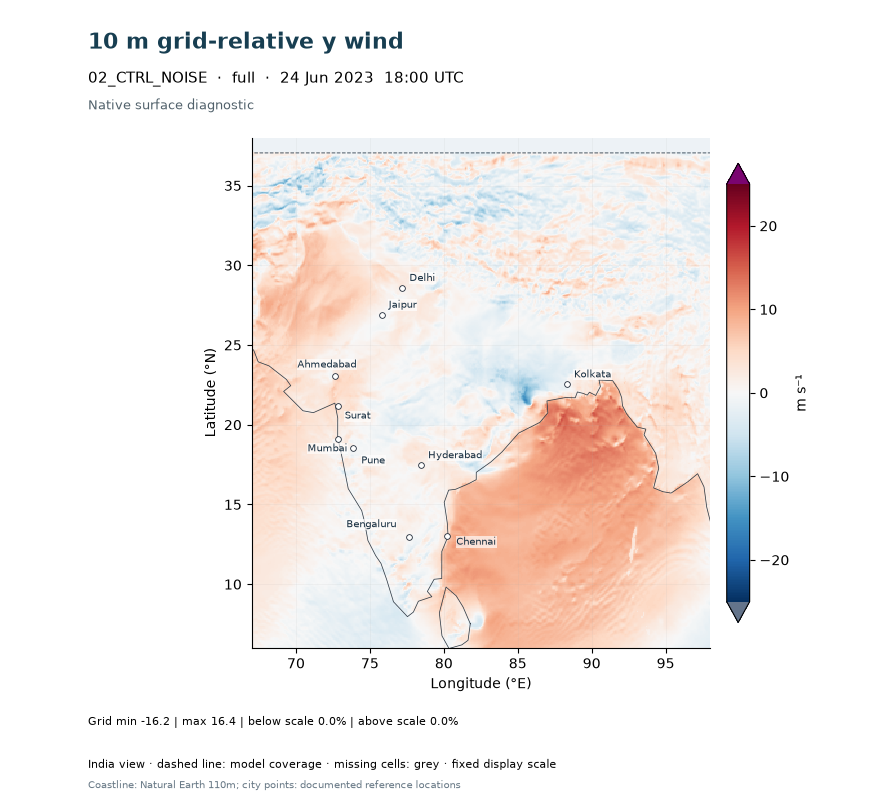 10 m grid-relative y wind
02_CTRL_NOISE · full · 24 Jun 2023 18:00 UTC
Native surface diagnostic
35
30
25
20
15
10
Latitude (°N)
Delhi
Jaipur
Ahmedabad
Kolkata
Surat
Mumbai
Pune
Hyderabad
Bengaluru
Chennai
70
75
80
85
90
95
Longitude (°E)
20
10
0
−10
−20
m s⁻¹
Grid min -16.2 | max 16.4 | below scale 0.0% | above scale 0.0%
India view · dashed line: model coverage · missing cells: grey · fixed display scale
Coastline: Natural Earth 110m; city points: documented reference locations